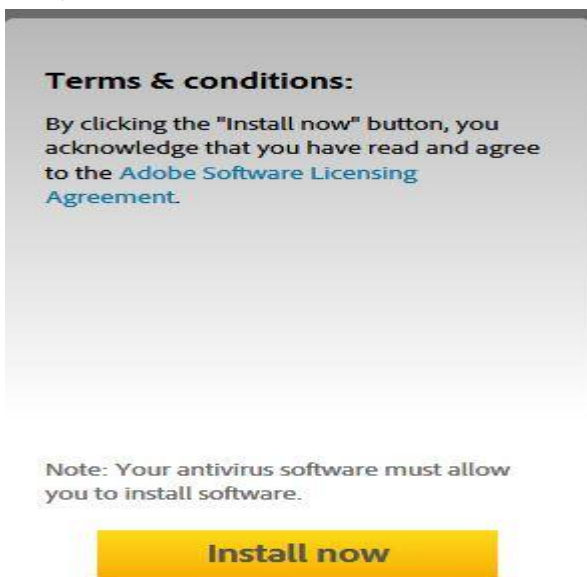 Terms & conditions:
By clicking the "Install now" button, you
acknowledge that you have read and agree
to the Adobe Software Licensing
Agreement.
Note: Your antivirus software must allow
you to install software.
Install now